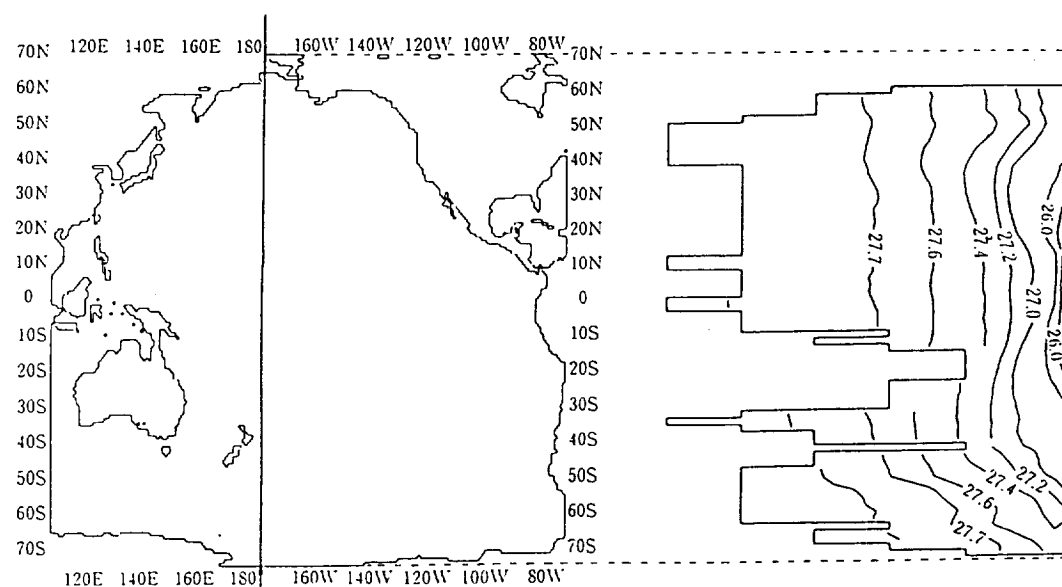 120E 140E 160E 180 160W 140W 120W 100W 80W
70N 70N
60N 60N
50N 50N
40N 40N
30N 30N
20N 20N
10N 10N
0 0
10S 10S
20S 20S
30S 30S
40S 40S
50S 50S
60S 60S
70S 70S
120E 140E 160E 180 160W 140W 120W 100W 80W
27.7
27.6
27.4
27.2
27.0
26.0
26.0
27.2
27.4
27.6
27.7